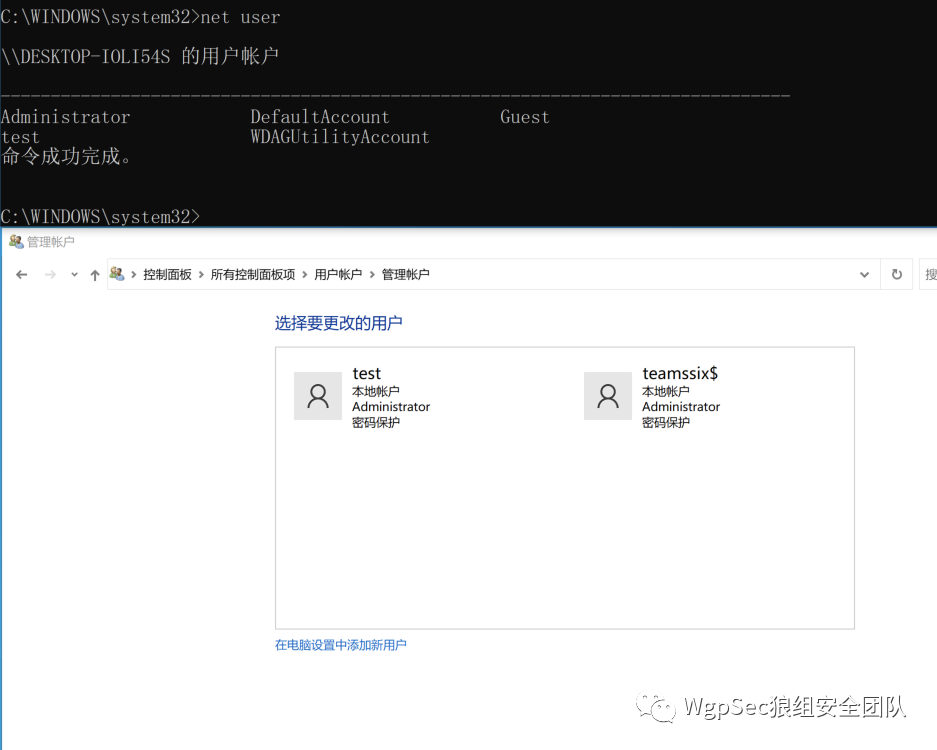 C:\WINDOWS\system32>net user
\\DESKTOP-IOLI54S 的用户帐户
-------------------------------------------------------------------------------
Administrator DefaultAccount Guest
test WDAGUtilityAccount
命令成功完成。
C:\WINDOWS\system32>
管理帐户
控制面板 › 所有控制面板项 › 用户帐户 › 管理帐户 搜
选择要更改的用户
test
本地帐户
Administrator
密码保护
teamssix$
本地帐户
Administrator
密码保护
在电脑设置中添加新用户
WgpSec狼组安全团队